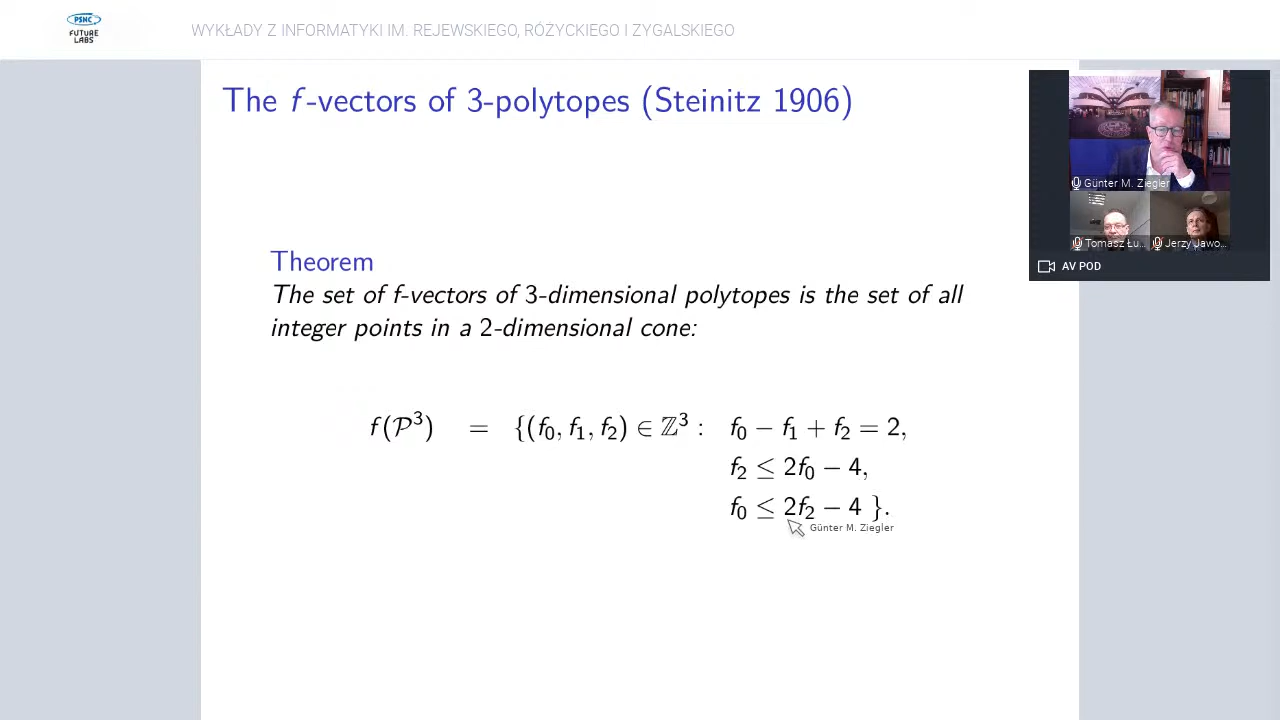 PSNC
FUTURE
LABS
WYKŁADY Z INFORMATYKI IM. REJEWSKIEGO, RÓŻYCKIEGO I ZYGALSKIEGO
The f-vectors of 3-polytopes (Steinitz 1906)
Theorem
The set of f-vectors of 3-dimensional polytopes is the set of all
integer points in a 2-dimensional cone:
f(𝒫³) = {(f₀, f₁, f₂) ∈ ℤ³ : f₀ − f₁ + f₂ = 2,
f₂ ≤ 2f₀ − 4,
f₀ ≤ 2f₂ − 4 }.
Günter M. Ziegler
Günter M. Ziegler
Tomasz Łu... Jerzy Jawo...
AV POD